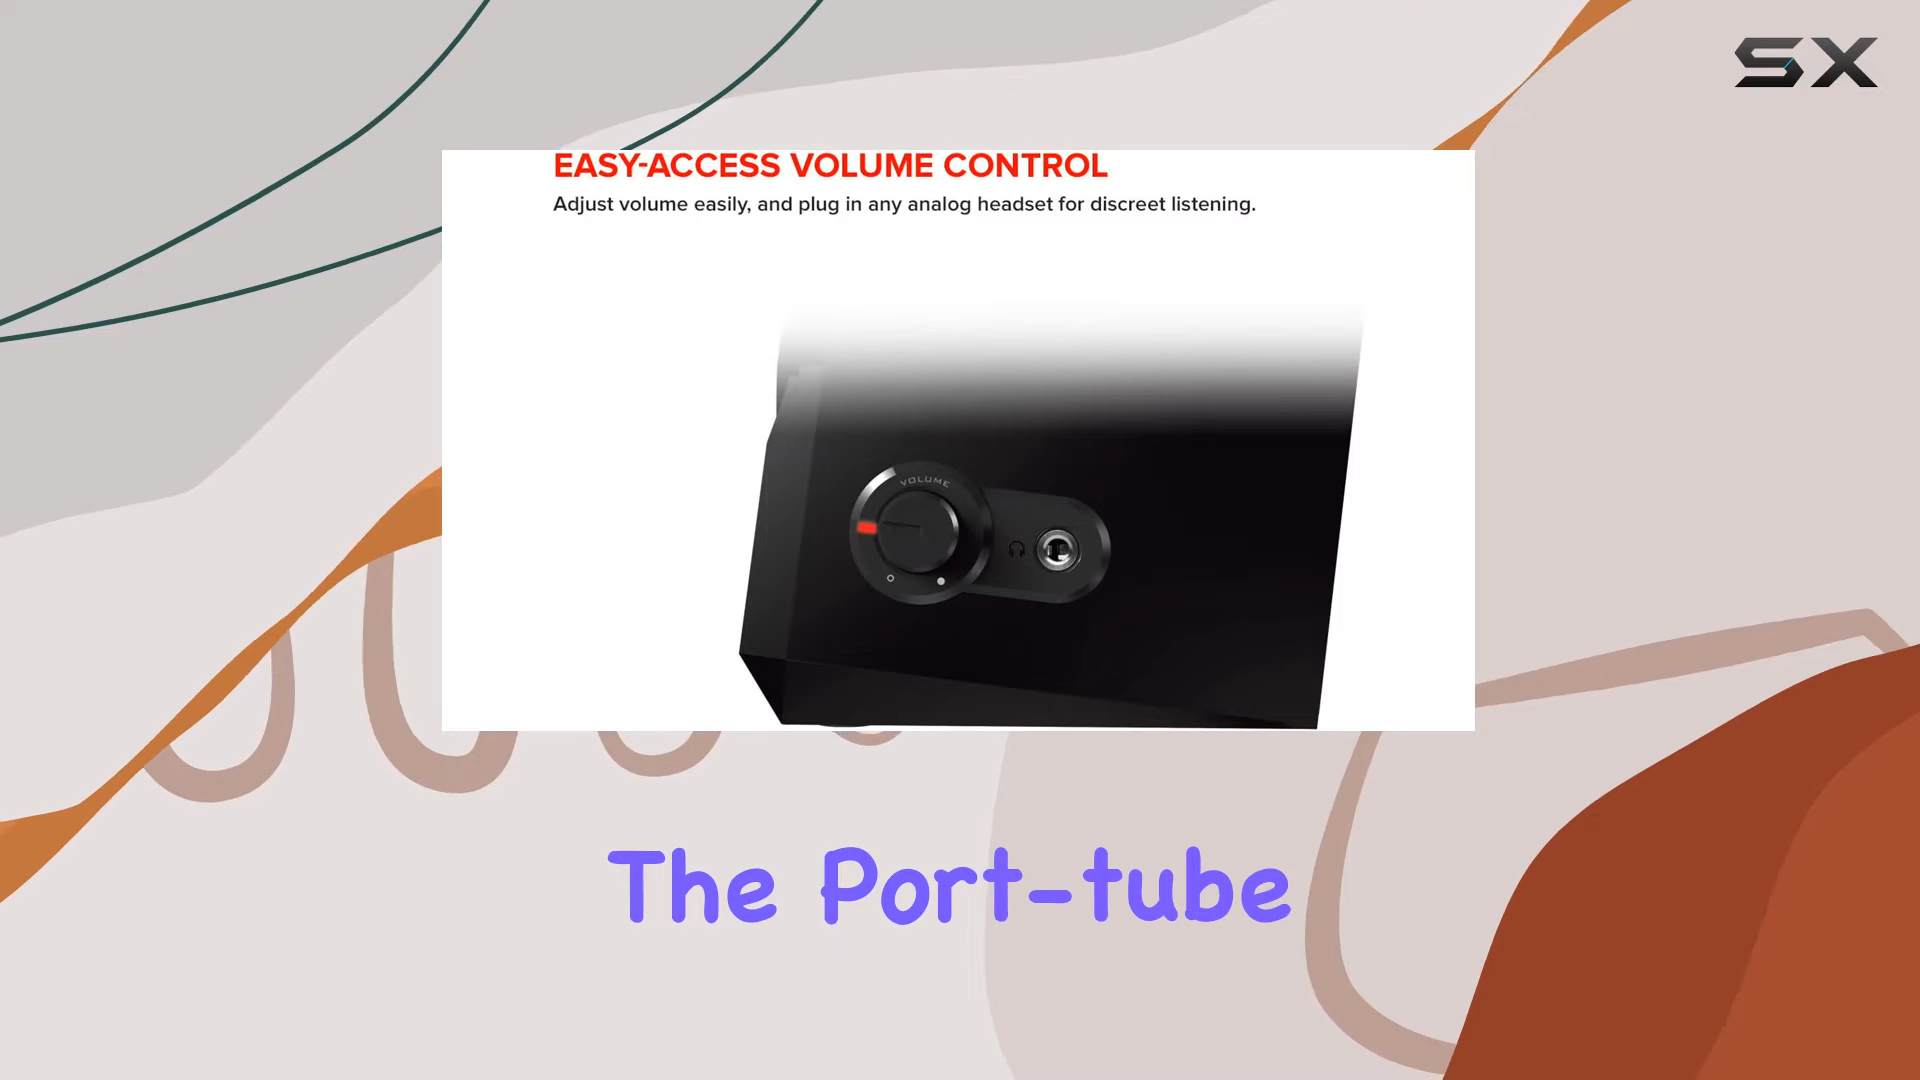 SX
EASY-ACCESS VOLUME CONTROL
Adjust volume easily, and plug in any analog headset for discreet listening.
VOLUME
The Port-tube